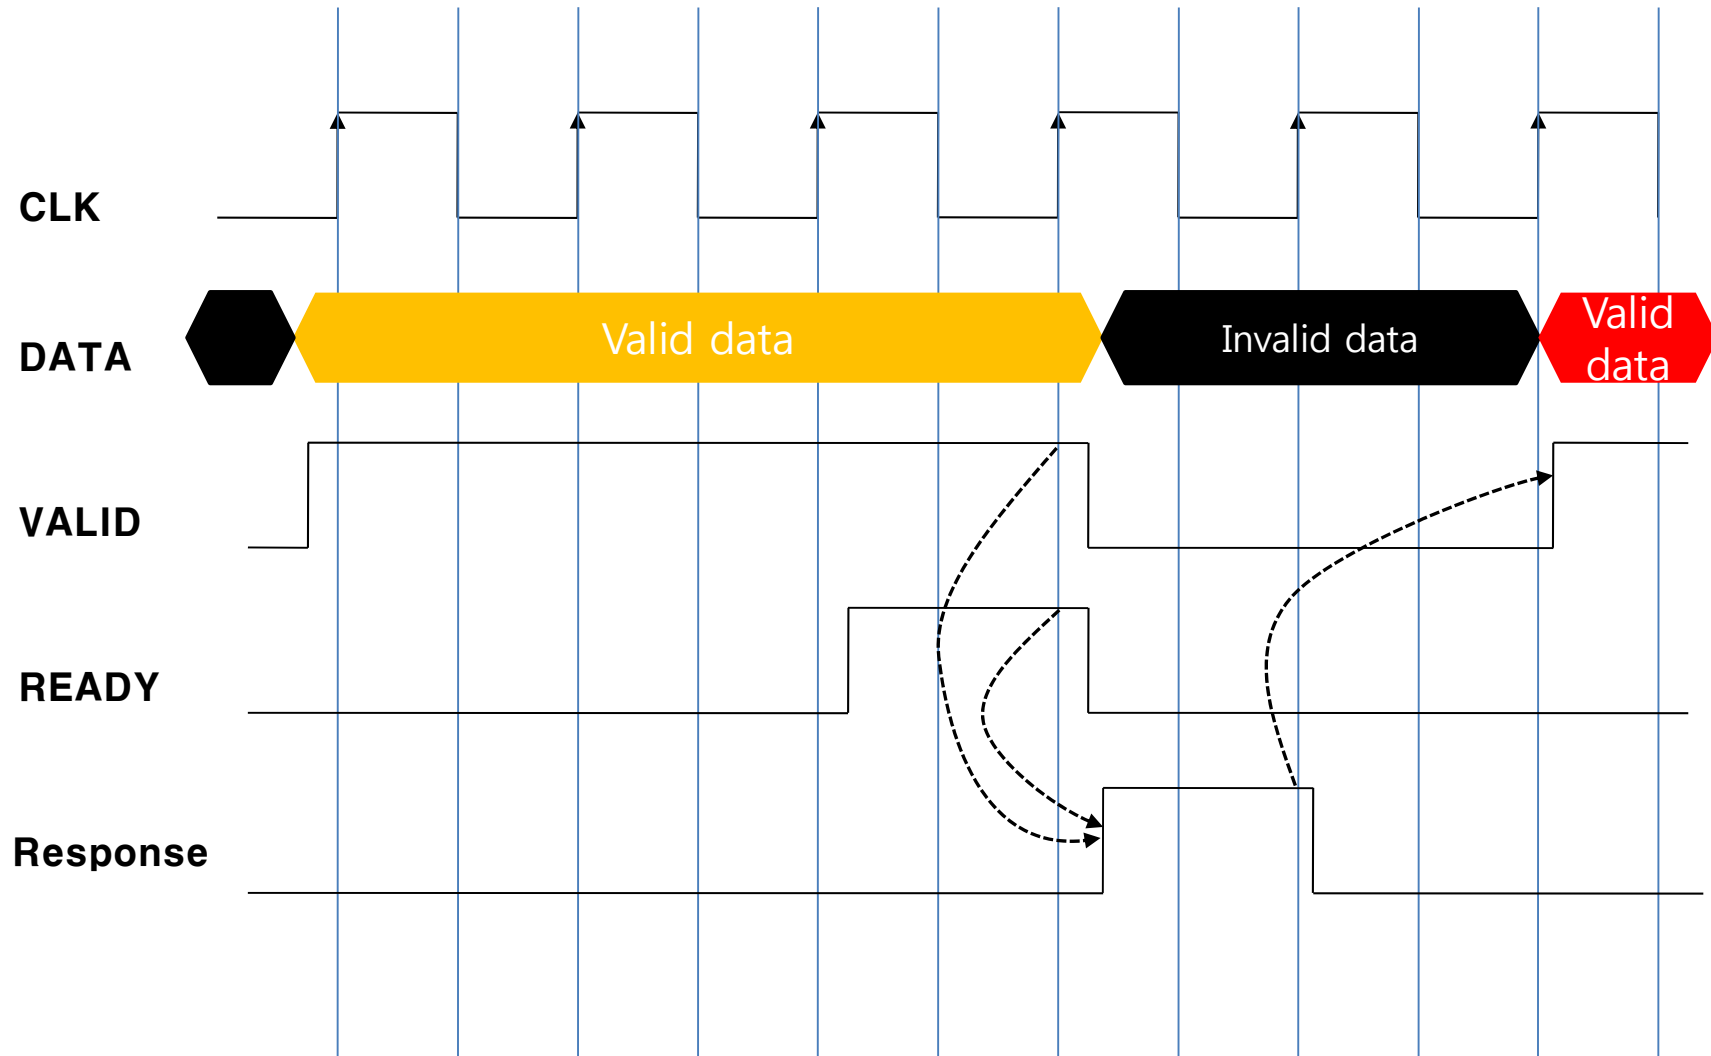 CLK
DATA
Valid data
Invalid data
Valid
data
VALID
READY
Response